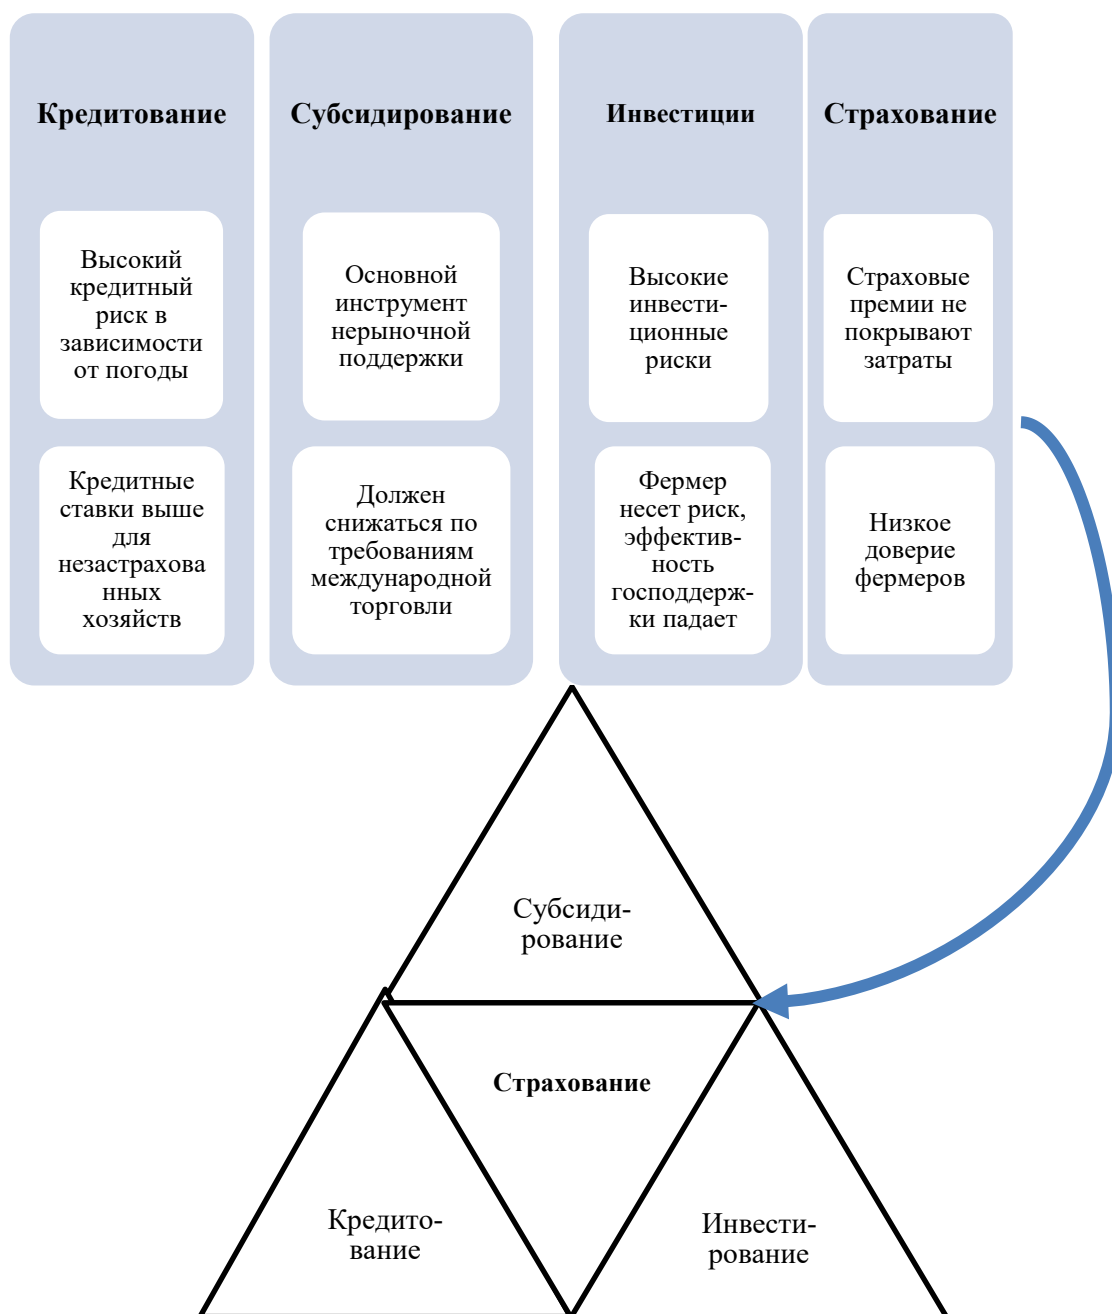 Кредитование
Высокий
кредитный
риск в
зависимости
от погоды
Кредитные
ставки выше
для
незастрахова
нных
хозяйств
Субсидирование
Основной
инструмент
нерыночной
поддержки
Должен
снижаться по
требованиям
международной
торговли
Инвестиции
Высокие
инвести-
ционные
риски
Фермер
несет риск,
эффектив-
ность
господдерж-
ки падает
Страхование
Страховые
премии не
покрывают
затраты
Низкое
доверие
фермеров
Субсиди-
рование
Страхование
Кредито-
вание
Инвести-
рование